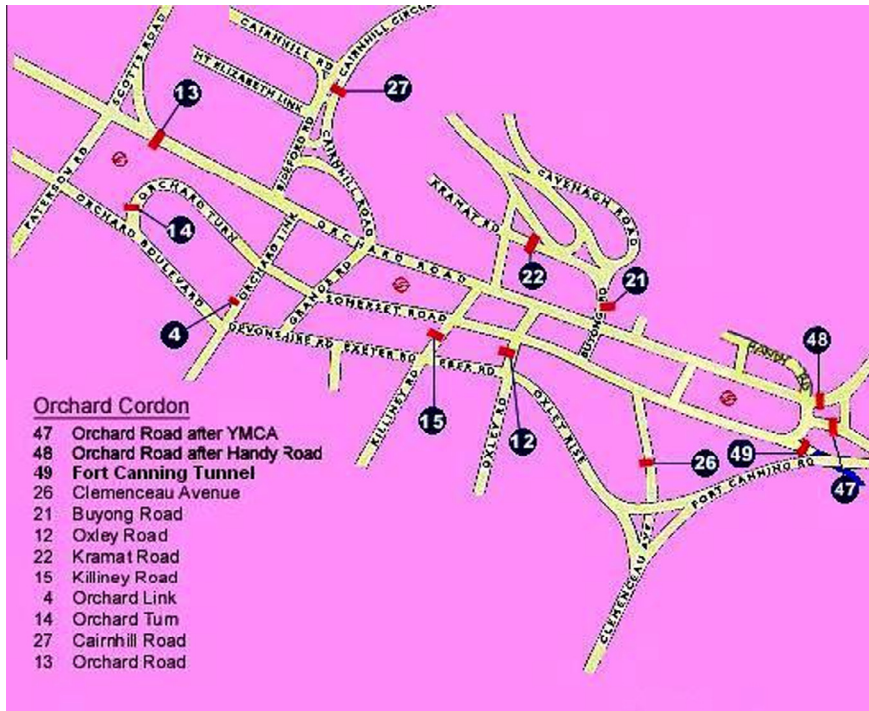 SCOTTS ROAD
CAIRNHILL RD
CAIRNHILL CIRCLE
MT ELIZABETH LINK
27
13
BIDEFORD RD
CAIRNHILL ROAD
PATERSON RD
ORCHARD TURN
ORCHARD BOULEVARD
14
ORCHARD LINK
ORCHARD ROAD
KRAMAT RD
CAVENAGH ROAD
22
21
GRANGE RD
SOMERSET ROAD
BUYONG RD
4
DEVONSHIRE RD
EXETER RD
EBER RD
KILLINEY RD
15
OXLEY RD
12
OXLEY RISE
HANDY RD
48
49
26
47
FORT CANNING RD
CLEMENCEAU AVE
Orchard Cordon
47 Orchard Road after YMCA
48 Orchard Road after Handy Road
49 Fort Canning Tunnel
26 Clemenceau Avenue
21 Buyong Road
12 Oxley Road
22 Kramat Road
15 Killiney Road
4 Orchard Link
14 Orchard Turn
27 Cairnhill Road
13 Orchard Road